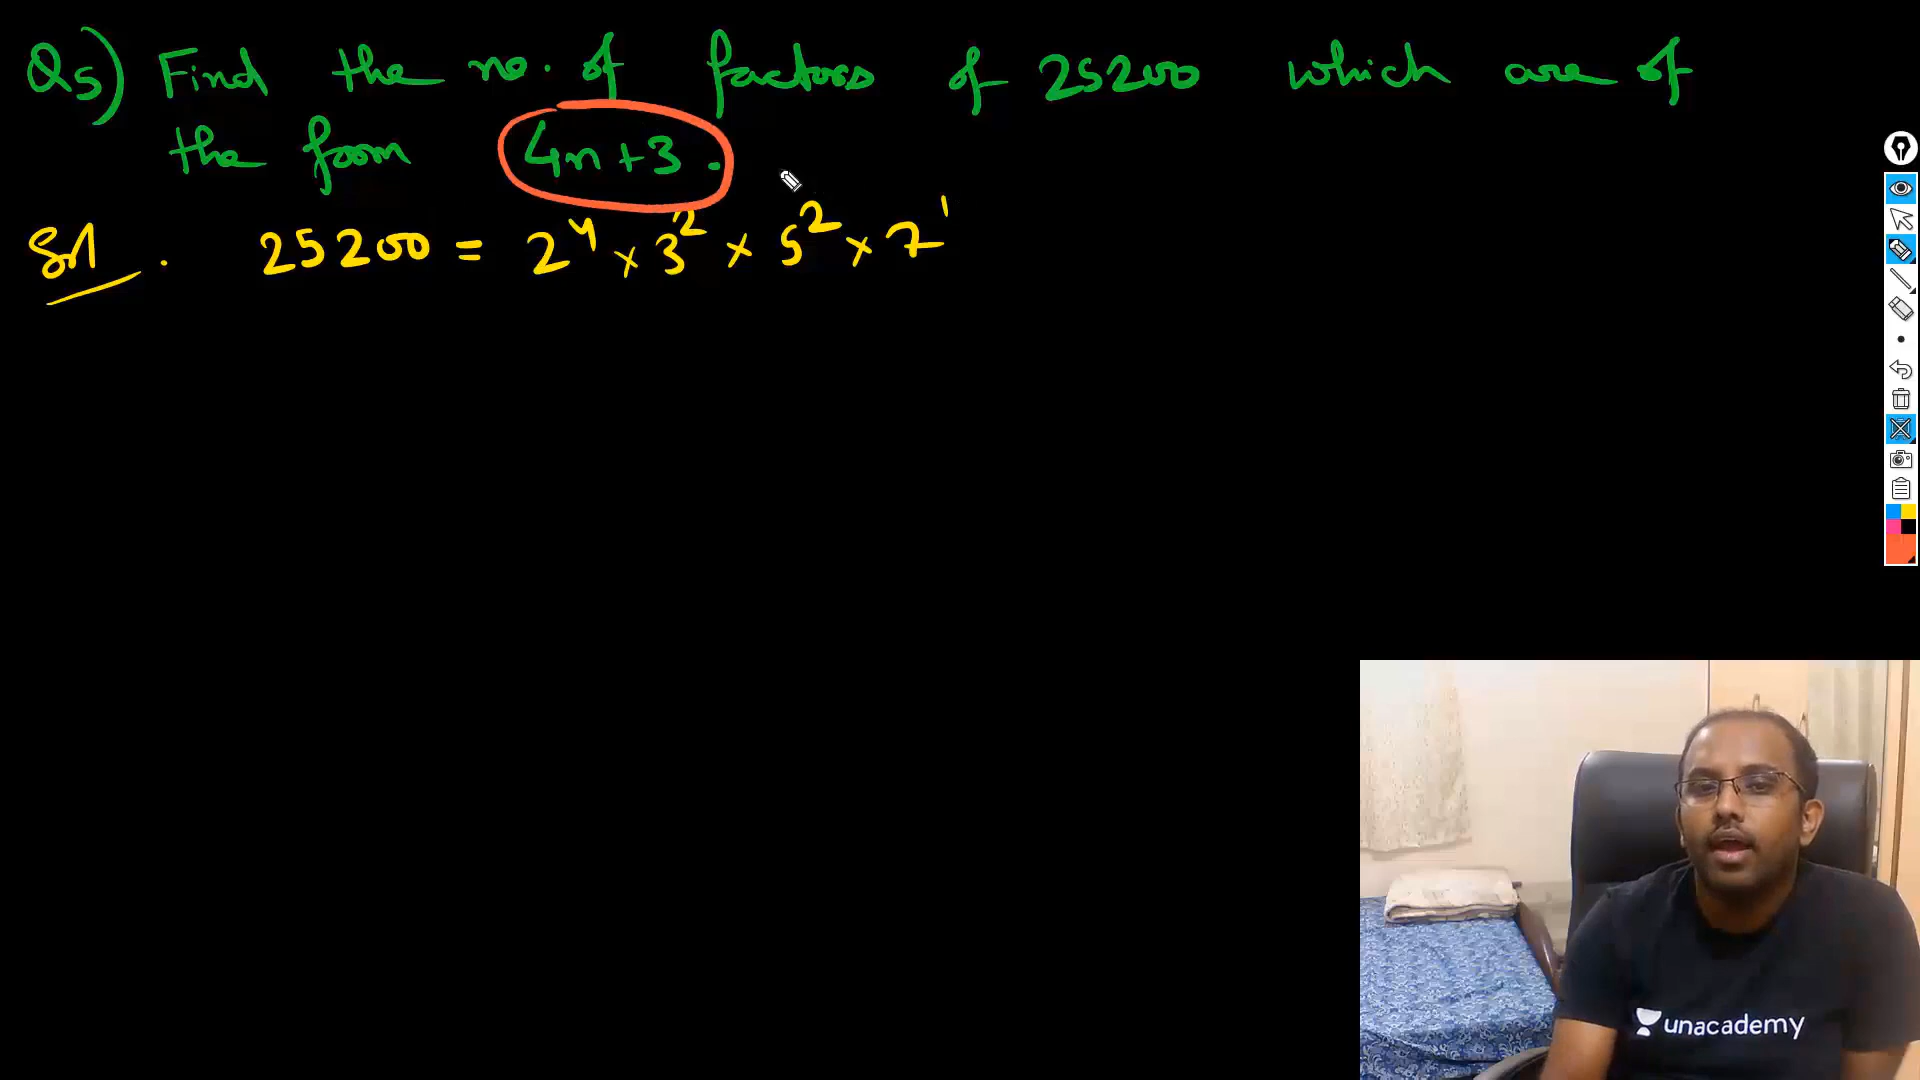 Q5) Find the no. of factors of 25200 which are of
the form 4n+3.
Sol. 25200 = 2⁴ × 3² × 5² × 7¹
unacademy